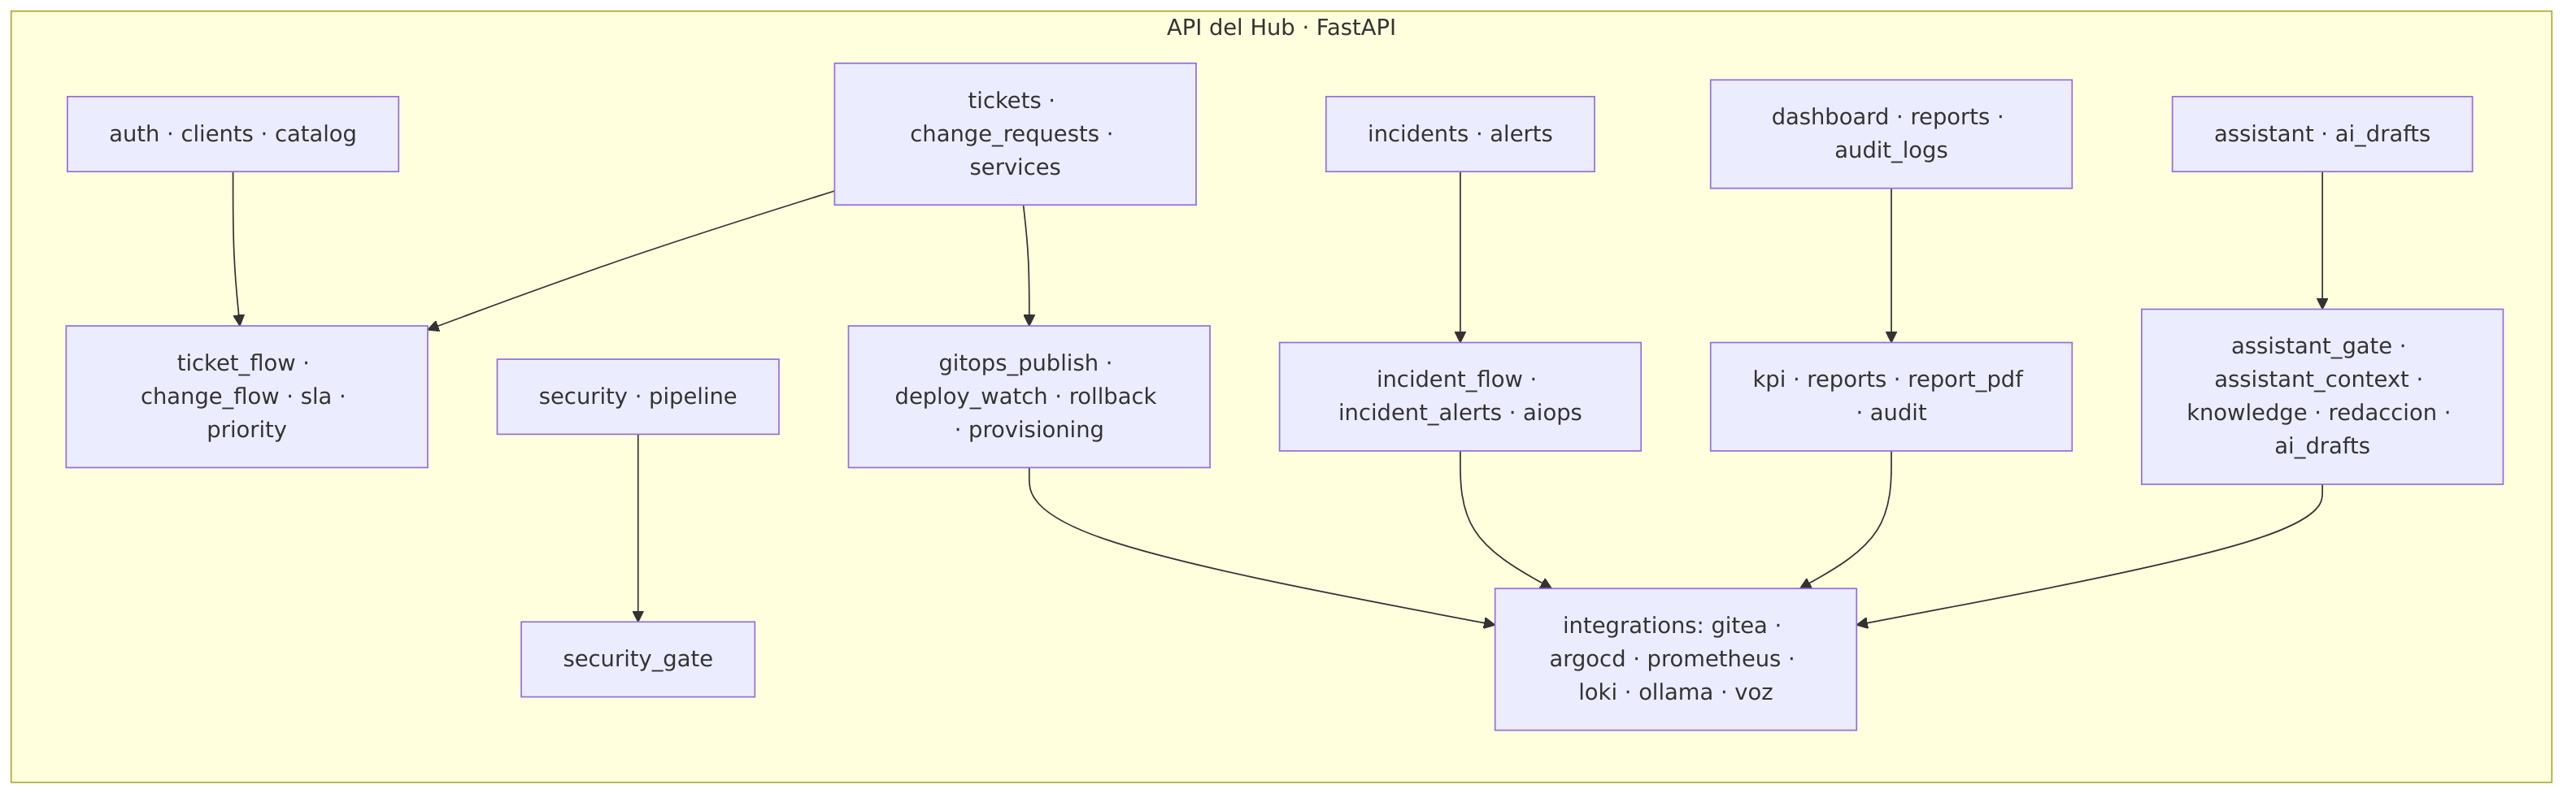 API del Hub · FastAPI
auth · clients · catalog
tickets ·
change_requests ·
services
incidents · alerts
dashboard · reports ·
audit_logs
assistant · ai_drafts
ticket_flow ·
change_flow · sla ·
priority
security · pipeline
gitops_publish ·
deploy_watch · rollback
· provisioning
incident_flow ·
incident_alerts · aiops
kpi · reports · report_pdf
· audit
assistant_gate ·
assistant_context ·
knowledge · redaccion ·
ai_drafts
security_gate
integrations: gitea ·
argocd · prometheus ·
loki · ollama · voz